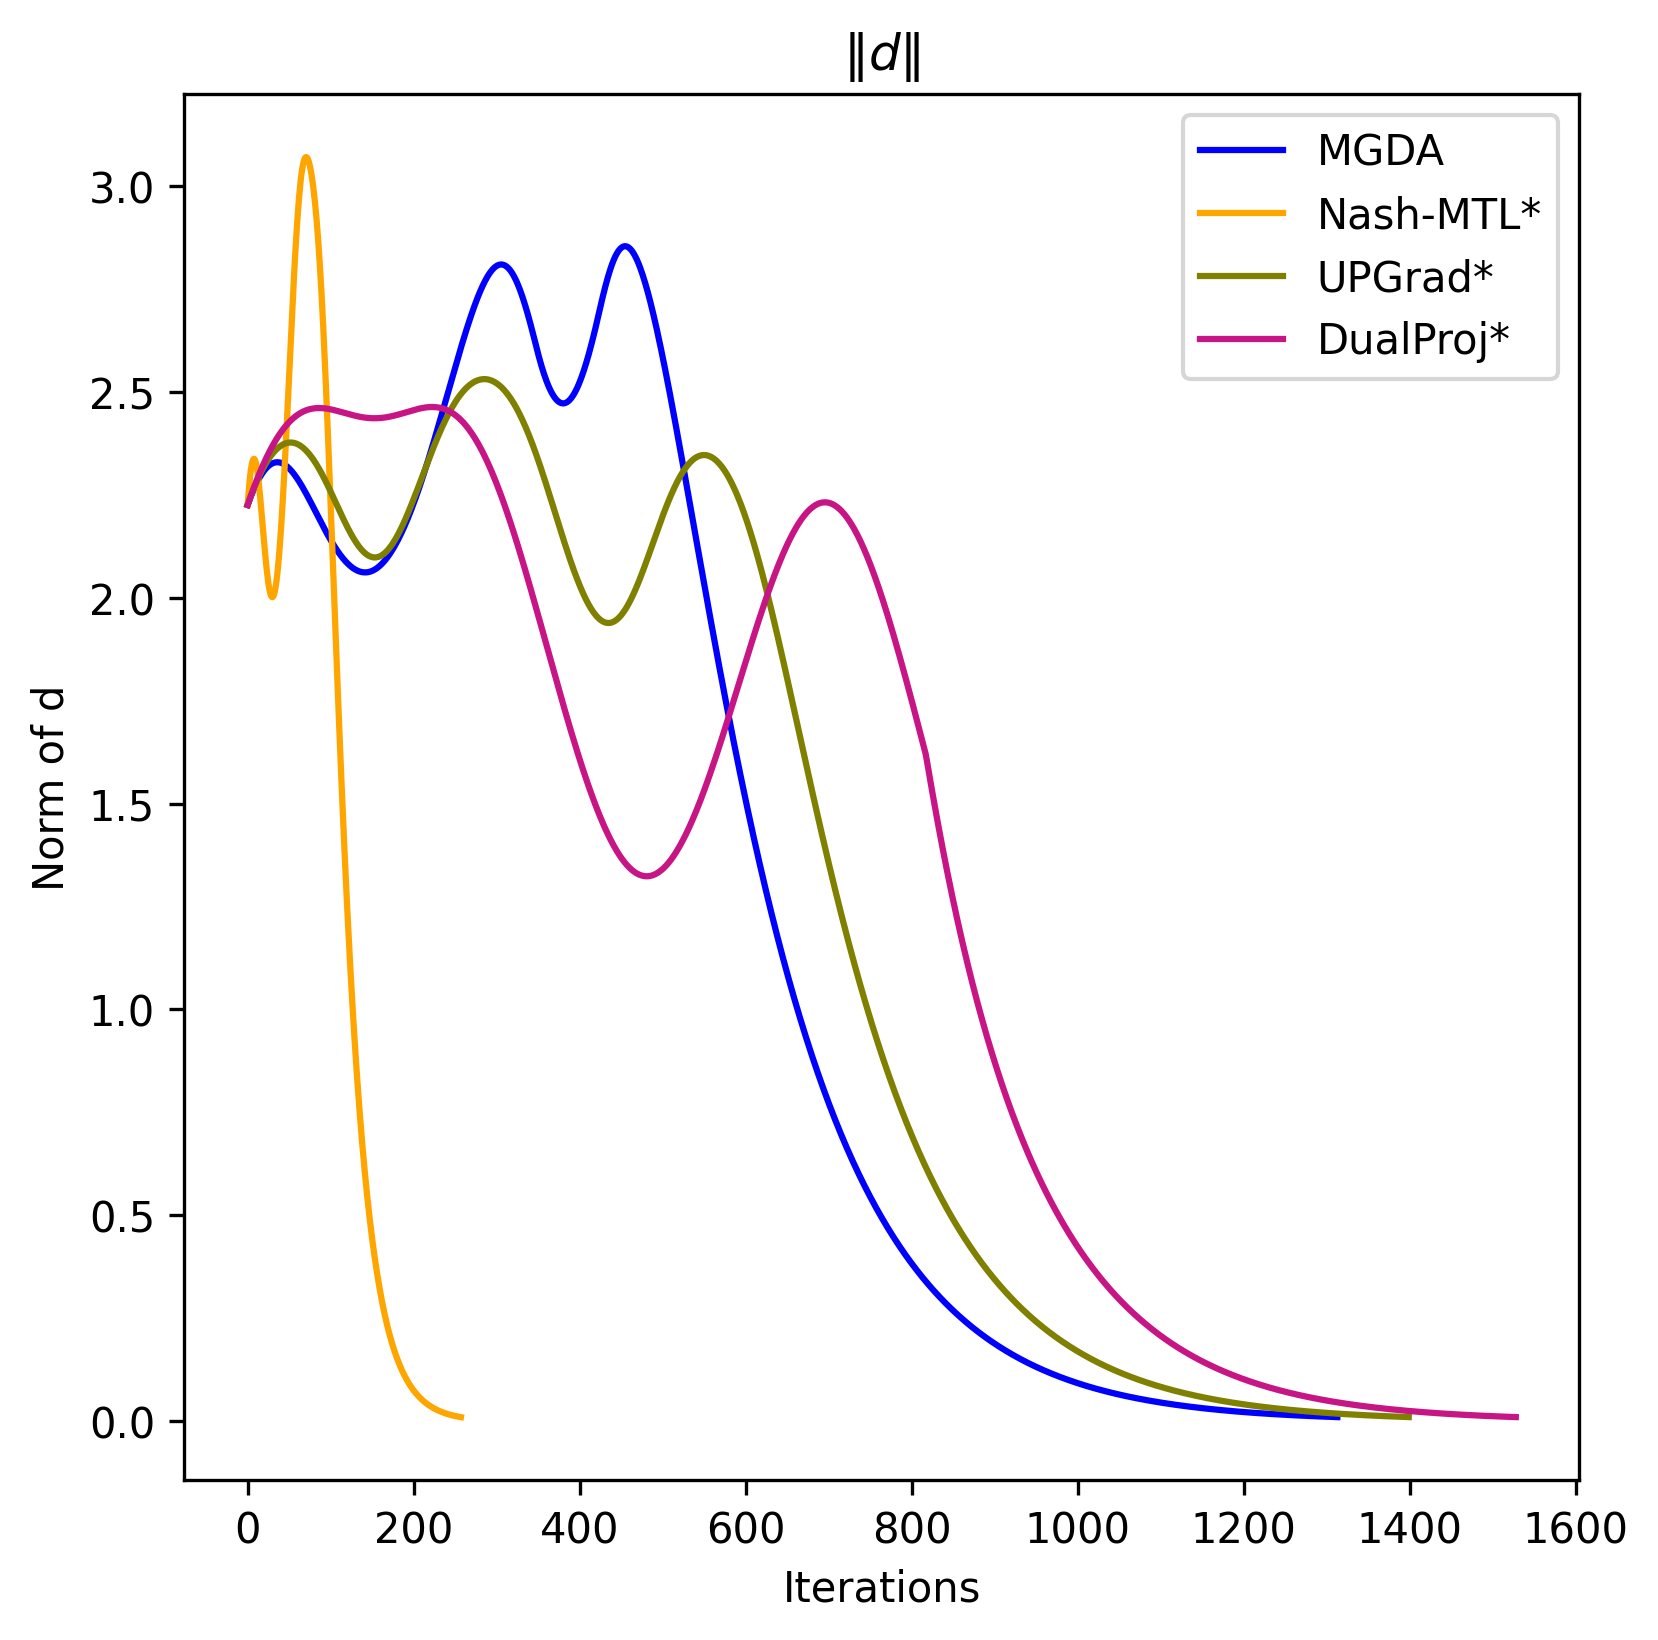 ‖d‖
MGDA
Nash-MTL*
UPGrad*
DualProj*
3.0
2.5
2.0
1.5
1.0
0.5
0.0
Norm of d
0 200 400 600 800 1000 1200 1400 1600
Iterations